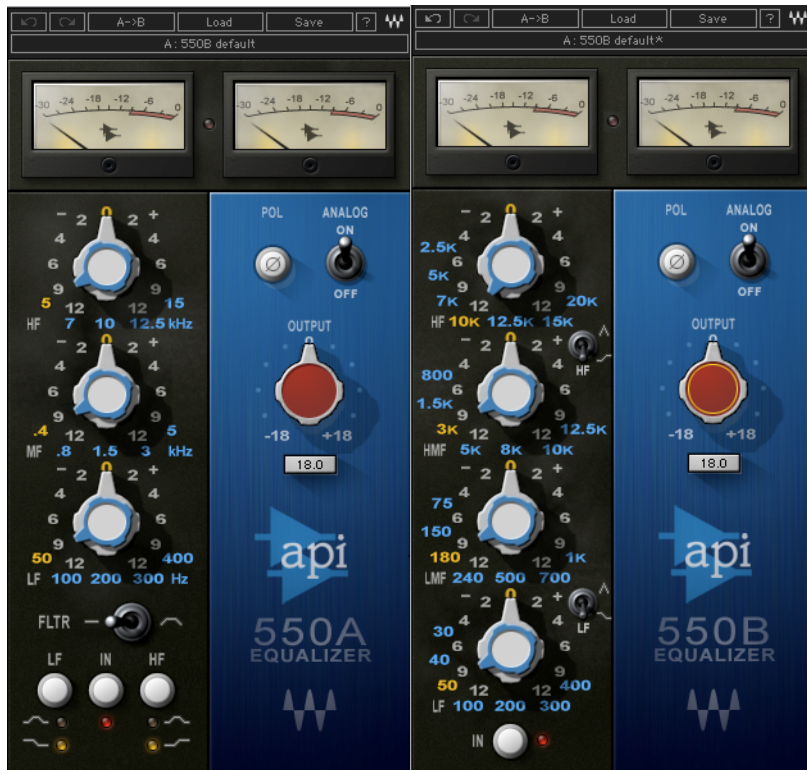 A->B Load Save ?
A: 550B default
-30 -24 -18 -12 -6 0
-30 -24 -18 -12 -6 0
POL ANALOG
ON
Ø
OFF
- 2 0 2 +
4 4
6 6
9 9
5 12 12 15
HF 7 10 12.5 kHz
OUTPUT
0
- 2 0 2 +
4 4
6 6
9 9
.4 12 12 5
MF .8 1.5 3 kHz
-18 +18
18.0
- 2 0 2 +
4 4
6 6
9 9
50 12 12 400
LF 100 200 300 Hz
FLTR
LF IN HF
api
550A
EQUALIZER
A->B Load Save ?
A: 550B default*
-30 -24 -18 -12 -6 0
-30 -24 -18 -12 -6 0
POL ANALOG
ON
Ø
OFF
- 2 0 2 +
4 4
2.5K 6 6
5K 9 9
7K 12 12 20K
HF 10K 12.5K 15K
HF
OUTPUT
0
- 2 0 2 +
4 4
800 6 6
1.5K 9 9
3K 12 12 12.5K
HMF 5K 8K 10K
-18 +18
18.0
- 2 0 2 +
4 4
75 6 6
150 9 9
180 12 12 1K
LMF 240 500 700
LF
- 2 0 2 +
4 4
30 6 6
40 9 9
50 12 12 400
LF 100 200 300
IN
api
550B
EQUALIZER